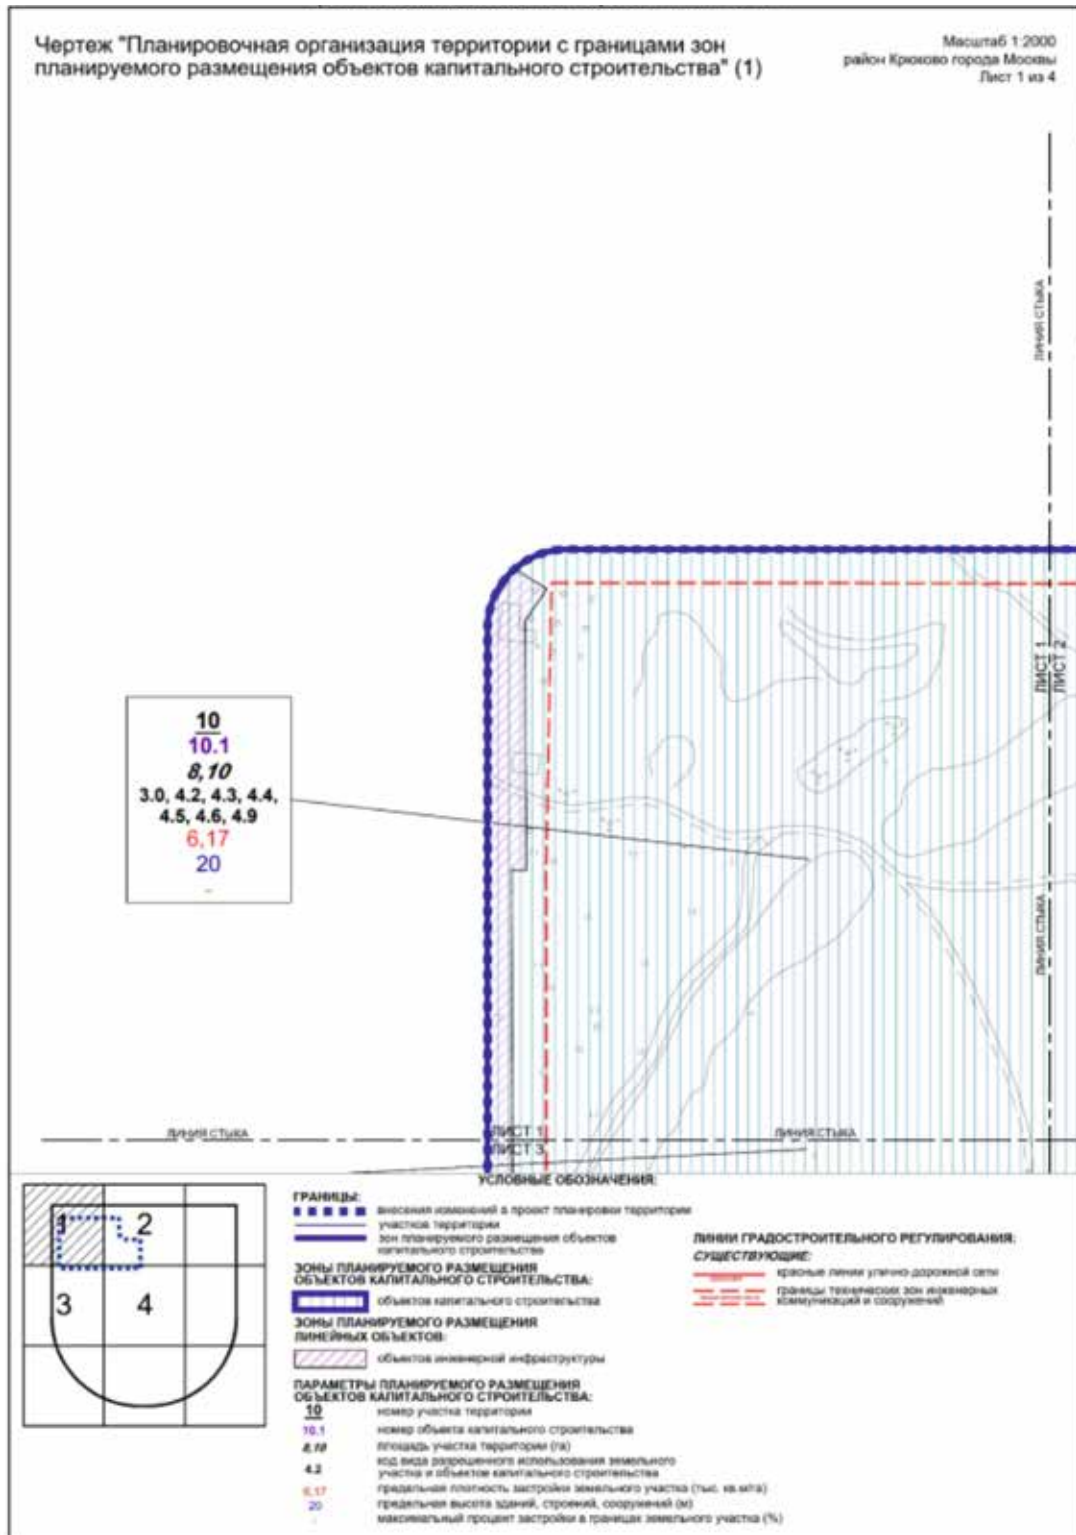 Чертеж "Планировочная организация территории с границами зон
планируемого размещения объектов капитального строительства" (1)
Масштаб 1:2000
район Крюково города Москвы
Лист 1 из 4
ЛИНИЯ СТЫКА
ЛИСТ 1
ЛИСТ 2
10
10.1
8,10
3.0, 4.2, 4.3, 4.4,
4.5, 4.6, 4.9
6,17
20
-
ЛИНИЯ СТЫКА
ЛИНИЯ СТЫКА
ЛИСТ 1
ЛИСТ 3
ЛИНИЯ СТЫКА
1
2
3
4
УСЛОВНЫЕ ОБОЗНАЧЕНИЯ:
ГРАНИЦЫ:
внесения изменений в проект планировки территории
участков территории
зон планируемого размещения объектов
капитального строительства
ЗОНЫ ПЛАНИРУЕМОГО РАЗМЕЩЕНИЯ
ОБЪЕКТОВ КАПИТАЛЬНОГО СТРОИТЕЛЬСТВА:
объектов капитального строительства
ЗОНЫ ПЛАНИРУЕМОГО РАЗМЕЩЕНИЯ
ЛИНЕЙНЫХ ОБЪЕКТОВ:
объектов инженерной инфраструктуры
ПАРАМЕТРЫ ПЛАНИРУЕМОГО РАЗМЕЩЕНИЯ
ОБЪЕКТОВ КАПИТАЛЬНОГО СТРОИТЕЛЬСТВА:
10 номер участка территории
10.1 номер объекта капитального строительства
8,10 площадь участка территории (га)
4.2 код вида разрешенного использования земельного
участка и объектов капитального строительства
6,17 предельная плотность застройки земельного участка (тыс. кв.м/га)
20 предельная высота зданий, строений, сооружений (м)
- максимальный процент застройки в границах земельного участка (%)
ЛИНИИ ГРАДОСТРОИТЕЛЬНОГО РЕГУЛИРОВАНИЯ:
СУЩЕСТВУЮЩИЕ:
красные линии улично-дорожной сети
границы технических зон инженерных
коммуникаций и сооружений